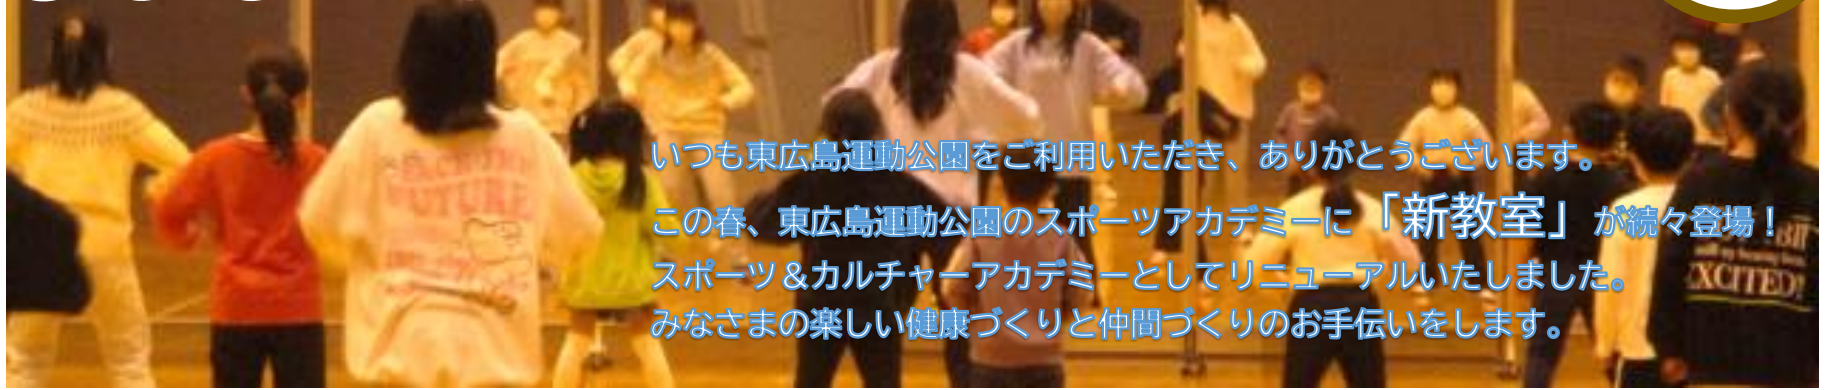 いつも東広島運動公園をご利用いただき、ありがとうございます。
この春、東広島運動公園のスポーツアカデミーに「新教室」が続々登場！
スポーツ＆カルチャーアカデミーとしてリニューアルいたしました。
みなさまの楽しい健康づくりと仲間づくりのお手伝いをします。
FUTURE
EXCITED!